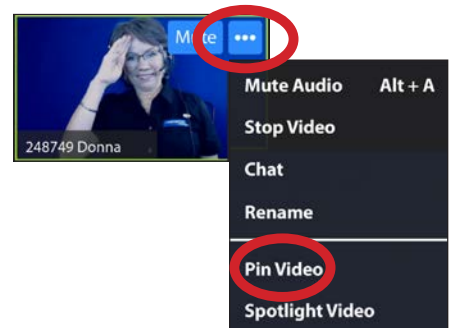 Mute •••
248749 Donna
Mute Audio Alt + A
Stop Video
Chat
Rename
Pin Video
Spotlight Video